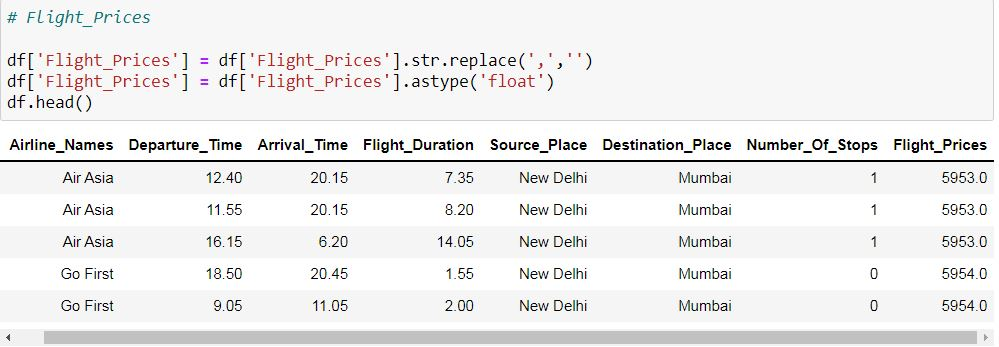 # Flight_Prices
df['Flight_Prices'] = df['Flight_Prices'].str.replace(',','')
df['Flight_Prices'] = df['Flight_Prices'].astype('float')
df.head()
Airline_Names Departure_Time Arrival_Time Flight_Duration Source_Place Destination_Place Number_Of_Stops Flight_Prices
Air Asia 12.40 20.15 7.35 New Delhi Mumbai 1 5953.0
Air Asia 11.55 20.15 8.20 New Delhi Mumbai 1 5953.0
Air Asia 16.15 6.20 14.05 New Delhi Mumbai 1 5953.0
Go First 18.50 20.45 1.55 New Delhi Mumbai 0 5954.0
Go First 9.05 11.05 2.00 New Delhi Mumbai 0 5954.0